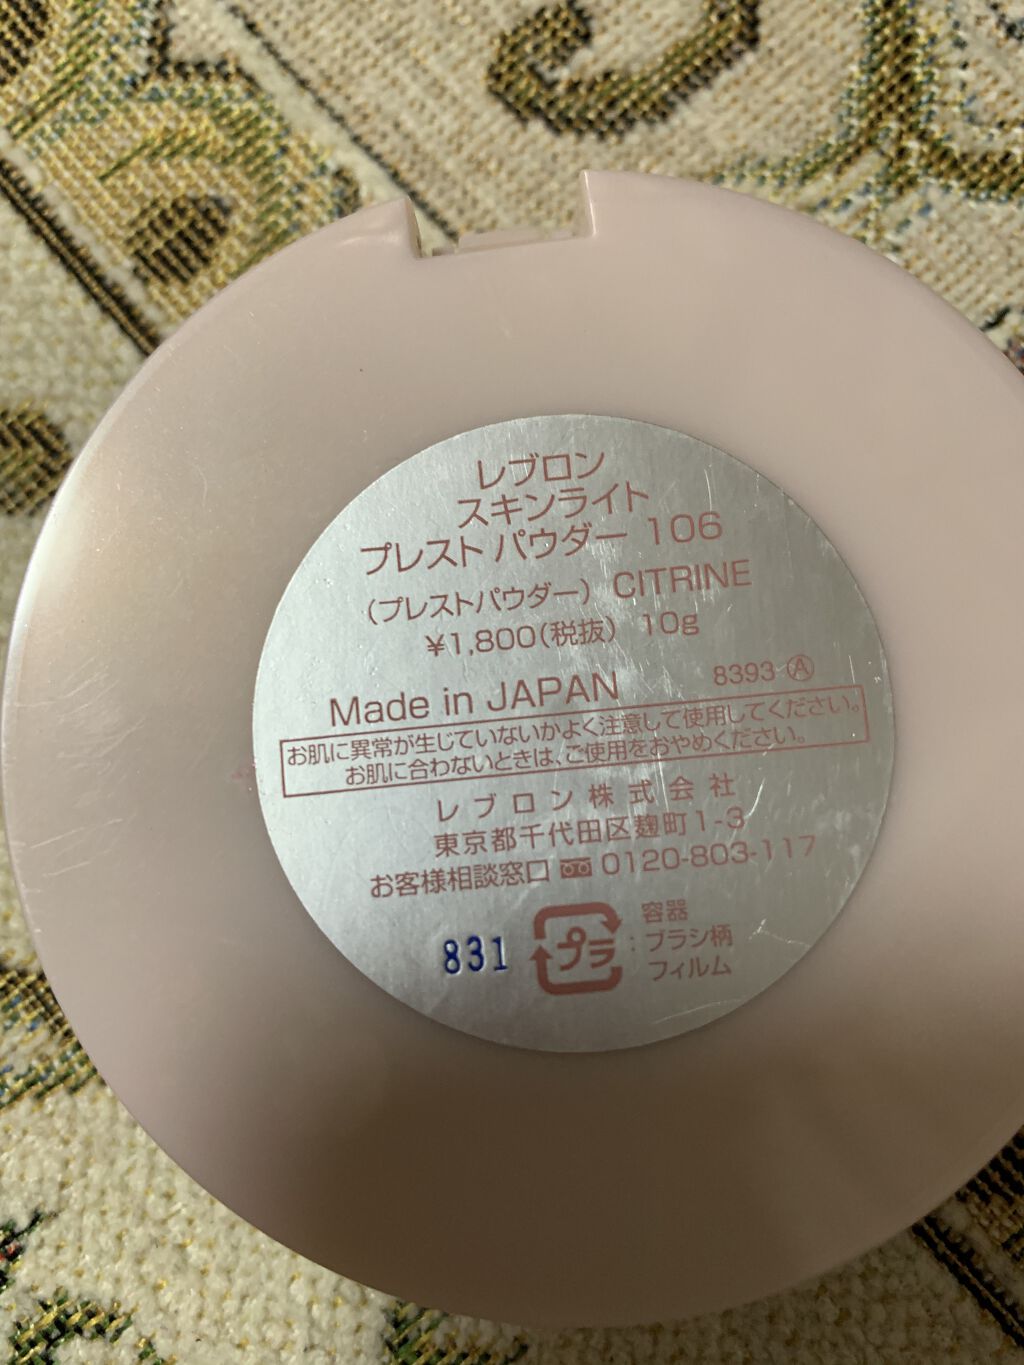 レブロン
スキンライト
プレスト パウダー 106
（プレストパウダー） CITRINE
¥1,800（税抜） 10g
Made in JAPAN 8393 Ⓐ
お肌に異常が生じていないかよく注意して使用してください。
お肌に合わないときは、ご使用をおやめください。
レブロン株式会社
東京都千代田区麹町1-3
お客様相談窓口 0120-803-117
容器
831 プラ : ブラシ柄
フィルム